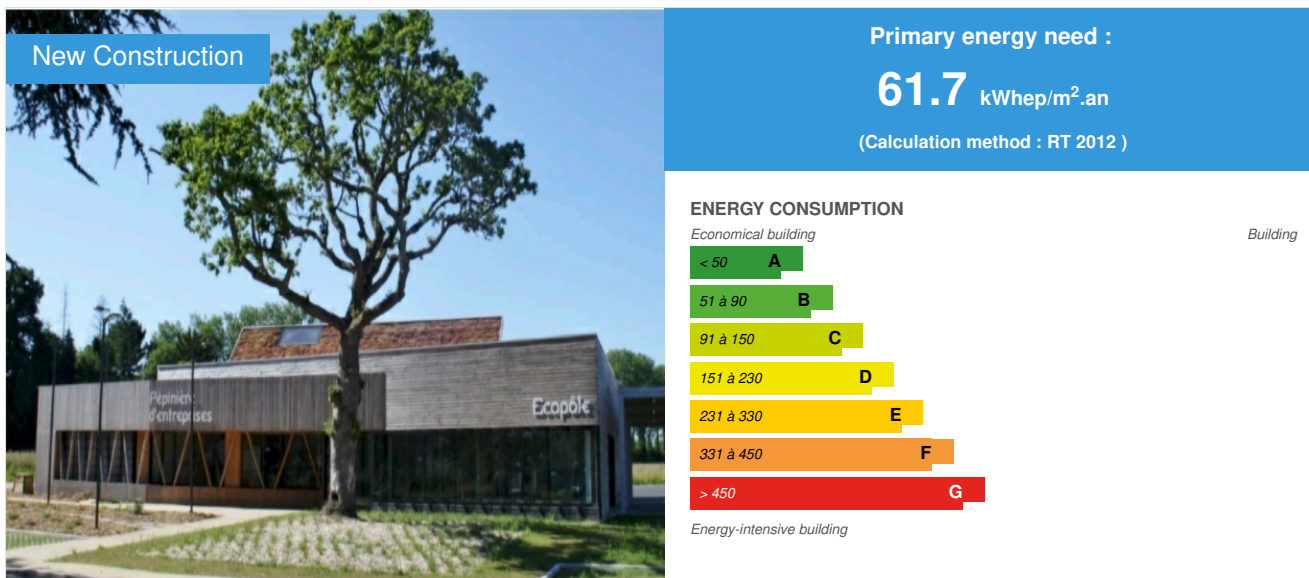 New Construction
Pépinière
d'entreprises
Ecopôle
Primary energy need :
61.7 kWhep/m².an
(Calculation method : RT 2012 )
ENERGY CONSUMPTION
Economical building Building
< 50 A
51 à 90 B
91 à 150 C
151 à 230 D
231 à 330 E
331 à 450 F
> 450 G
Energy-intensive building